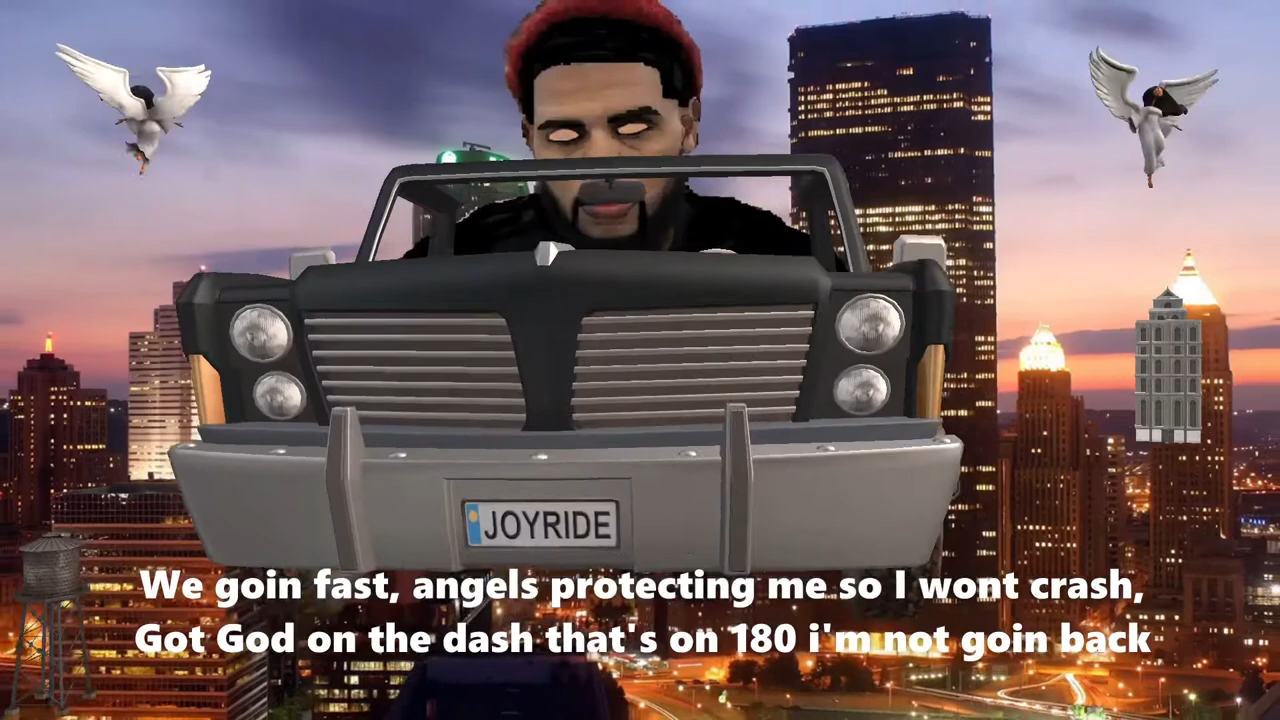 JOYRIDE
We goin fast, angels protecting me so I wont crash,
Got God on the dash that's on 180 i'm not goin back